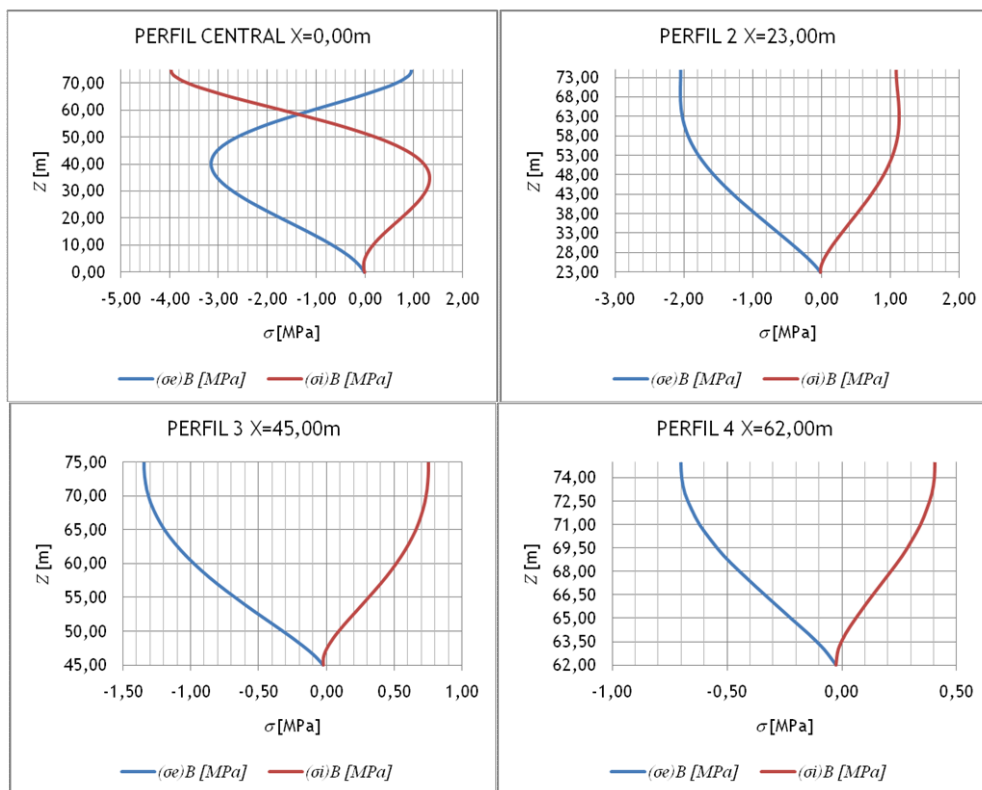 PERFIL CENTRAL X=0,00m
70,00
60,00
50,00
40,00
30,00
20,00
10,00
0,00
Z [m]
-5,00 -4,00 -3,00 -2,00 -1,00 0,00 1,00 2,00
σ [MPa]
(σe)B [MPa] (σi)B [MPa]
PERFIL 2 X=23,00m
73,00
68,00
63,00
58,00
53,00
48,00
43,00
38,00
33,00
28,00
23,00
Z [m]
-3,00 -2,00 -1,00 0,00 1,00 2,00
σ [MPa]
(σe)B [MPa] (σi)B [MPa]
PERFIL 3 X=45,00m
75,00
70,00
65,00
60,00
55,00
50,00
45,00
Z [m]
-1,50 -1,00 -0,50 0,00 0,50 1,00
σ [MPa]
(σe)B [MPa] (σi)B [MPa]
PERFIL 4 X=62,00m
74,00
72,50
71,00
69,50
68,00
66,50
65,00
63,50
62,00
Z [m]
-1,00 -0,50 0,00 0,50
σ [MPa]
(σe)B [MPa] (σi)B [MPa]